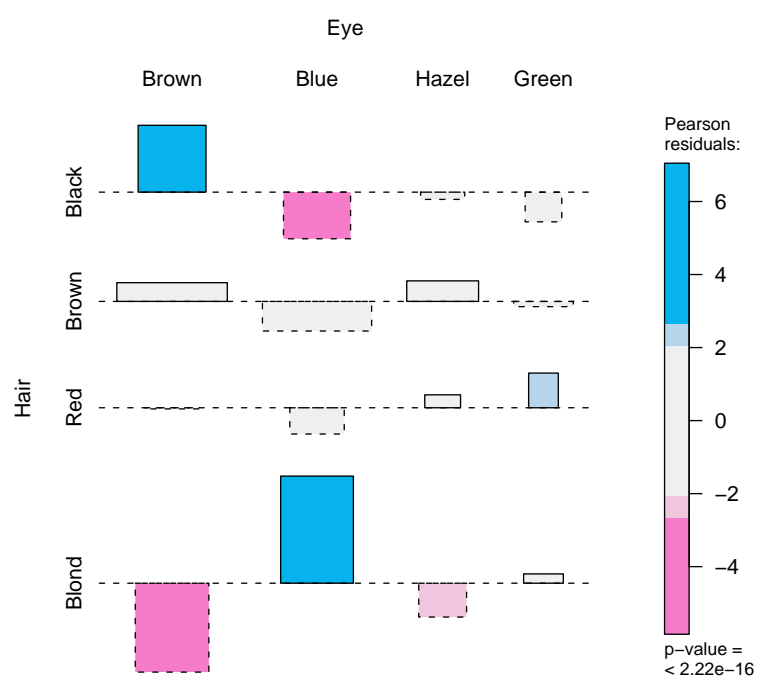 Eye
Brown Blue Hazel Green
Hair
Black
Brown
Red
Blond
Pearson
residuals:
6
4
2
0
−2
−4
p−value =
< 2.22e−16